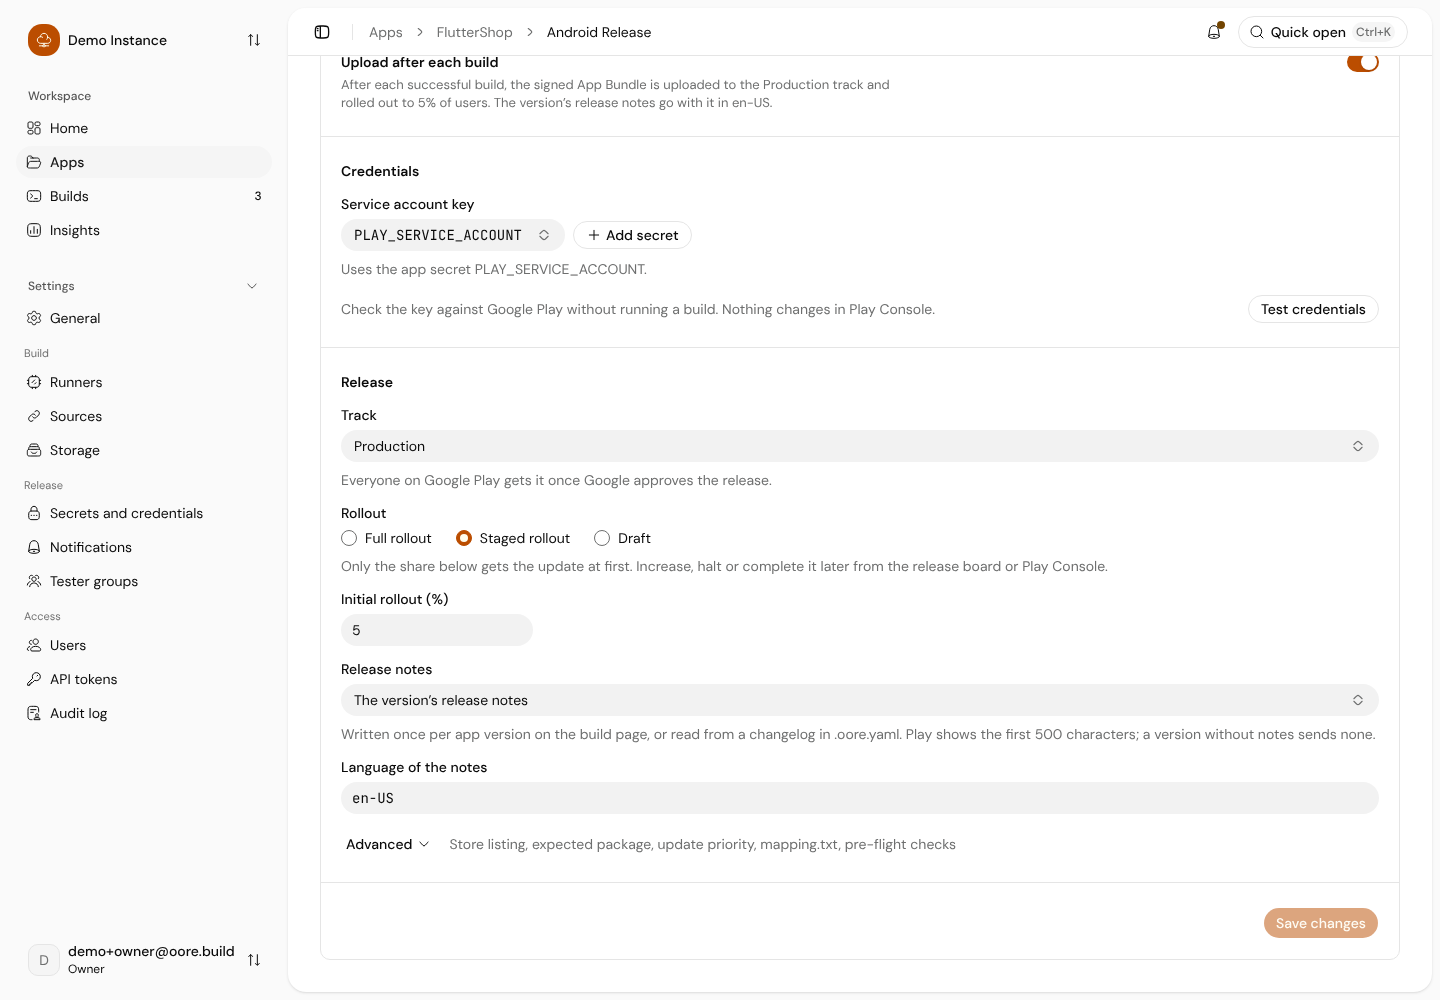 Demo Instance
Workspace
Home
Apps
Builds
3
Insights
Settings
General
Build
Runners
Sources
Storage
Release
Secrets and credentials
Notifications
Tester groups
Access
Users
API tokens
Audit log
D
demo+owner@oore.build
Owner
Apps
FlutterShop
Android Release
Quick open
Ctrl+K
Upload after each build
After each successful build, the signed App Bundle is uploaded to the Production track and
rolled out to 5% of users. The version’s release notes go with it in en-US.
Credentials
Service account key
PLAY_SERVICE_ACCOUNT
Add secret
Uses the app secret PLAY_SERVICE_ACCOUNT.
Check the key against Google Play without running a build. Nothing changes in Play Console.
Test credentials
Release
Track
Production
Everyone on Google Play gets it once Google approves the release.
Rollout
Full rollout
Staged rollout
Draft
Only the share below gets the update at first. Increase, halt or complete it later from the release board or Play Console.
Initial rollout (%)
5
Release notes
The version’s release notes
Written once per app version on the build page, or read from a changelog in .oore.yaml. Play shows the first 500 characters; a version without notes sends none.
Language of the notes
en-US
Advanced
Store listing, expected package, update priority, mapping.txt, pre-flight checks
Save changes